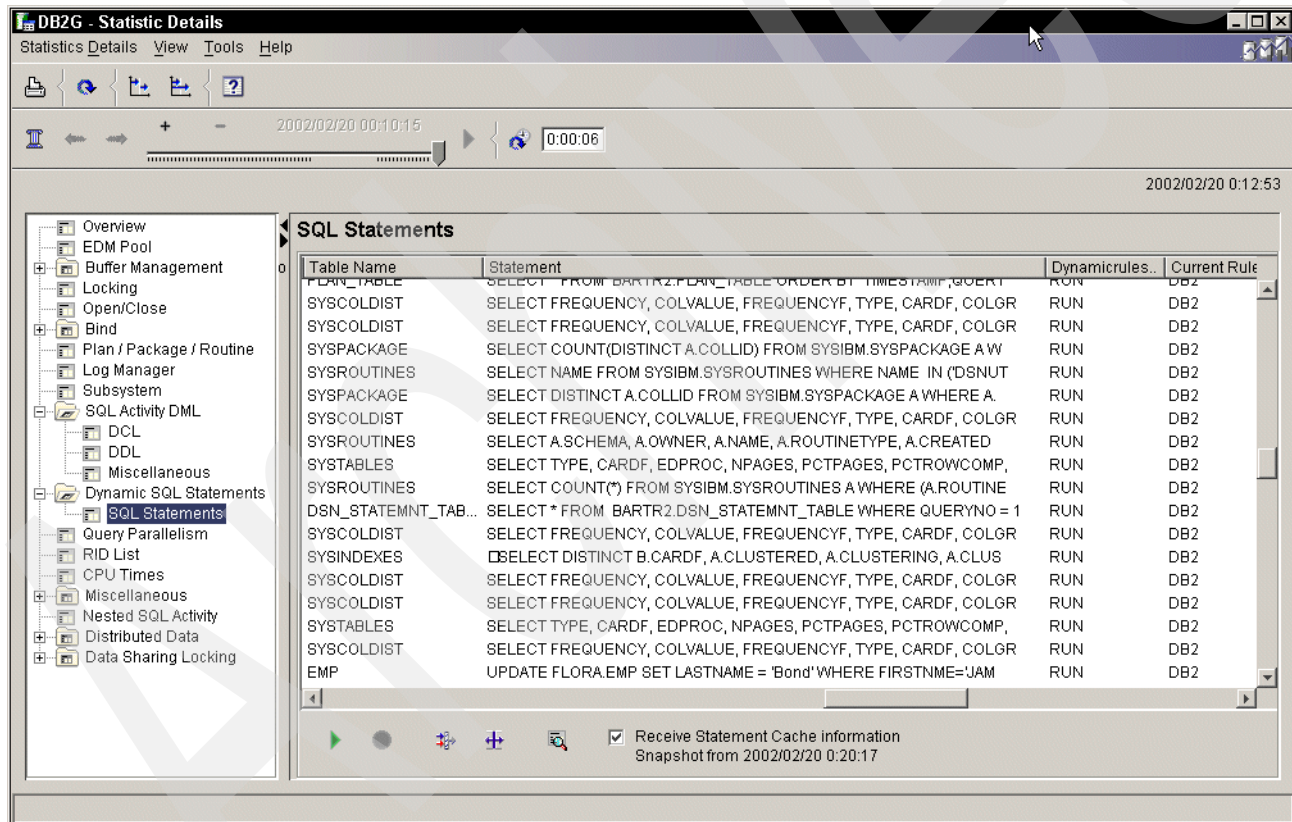 DB2G - Statistic Details
Statistics Details View Tools Help
2002/02/20 00:10:15
0:00:06
2002/02/20 0:12:53
Overview
EDM Pool
Buffer Management
Locking
Open/Close
Bind
Plan / Package / Routine
Log Manager
Subsystem
SQL Activity DML
DCL
DDL
Miscellaneous
Dynamic SQL Statements
SQL Statements
Query Parallelism
RID List
CPU Times
Miscellaneous
Nested SQL Activity
Distributed Data
Data Sharing Locking
SQL Statements
o Table Name Statement Dynamicrules.. Current Rule
PLAN_TABLE SELECT * FROM BARTR2.PLAN_TABLE ORDER BY TIMESTAMP,QUERY RUN DB2
SYSCOLDIST SELECT FREQUENCY, COLVALUE, FREQUENCYF, TYPE, CARDF, COLGR RUN DB2
SYSCOLDIST SELECT FREQUENCY, COLVALUE, FREQUENCYF, TYPE, CARDF, COLGR RUN DB2
SYSPACKAGE SELECT COUNT(DISTINCT A.COLLID) FROM SYSIBM.SYSPACKAGE A W RUN DB2
SYSROUTINES SELECT NAME FROM SYSIBM.SYSROUTINES WHERE NAME IN ('DSNUT RUN DB2
SYSPACKAGE SELECT DISTINCT A.COLLID FROM SYSIBM.SYSPACKAGE A WHERE A. RUN DB2
SYSCOLDIST SELECT FREQUENCY, COLVALUE, FREQUENCYF, TYPE, CARDF, COLGR RUN DB2
SYSROUTINES SELECT A.SCHEMA, A.OWNER, A.NAME, A.ROUTINETYPE, A.CREATED RUN DB2
SYSTABLES SELECT TYPE, CARDF, EDPROC, NPAGES, PCTPAGES, PCTROWCOMP, RUN DB2
SYSROUTINES SELECT COUNT(*) FROM SYSIBM.SYSROUTINES A WHERE (A.ROUTINE RUN DB2
DSN_STATEMNT_TAB... SELECT * FROM BARTR2.DSN_STATEMNT_TABLE WHERE QUERYNO = 1 RUN DB2
SYSCOLDIST SELECT FREQUENCY, COLVALUE, FREQUENCYF, TYPE, CARDF, COLGR RUN DB2
SYSINDEXES □SELECT DISTINCT B.CARDF, A.CLUSTERED, A.CLUSTERING, A.CLUS RUN DB2
SYSCOLDIST SELECT FREQUENCY, COLVALUE, FREQUENCYF, TYPE, CARDF, COLGR RUN DB2
SYSCOLDIST SELECT FREQUENCY, COLVALUE, FREQUENCYF, TYPE, CARDF, COLGR RUN DB2
SYSTABLES SELECT TYPE, CARDF, EDPROC, NPAGES, PCTPAGES, PCTROWCOMP, RUN DB2
SYSCOLDIST SELECT FREQUENCY, COLVALUE, FREQUENCYF, TYPE, CARDF, COLGR RUN DB2
EMP UPDATE FLORA.EMP SET LASTNAME = 'Bond' WHERE FIRSTNME='JAM RUN DB2
Receive Statement Cache information
Snapshot from 2002/02/20 0:20:17